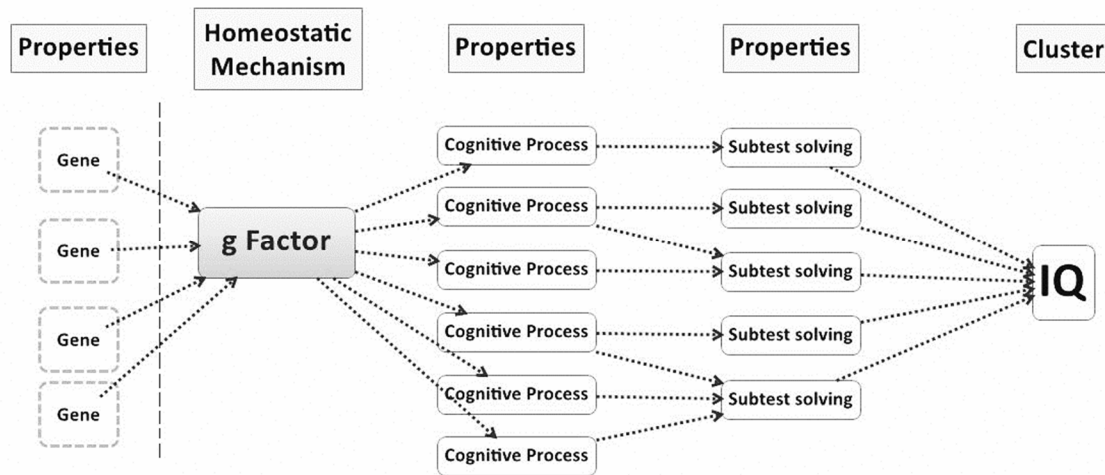 Properties
Homeostatic
Mechanism
Properties
Properties
Cluster
Gene
Gene
Gene
Gene
g Factor
Cognitive Process
Cognitive Process
Cognitive Process
Cognitive Process
Cognitive Process
Cognitive Process
Subtest solving
Subtest solving
Subtest solving
Subtest solving
Subtest solving
IQ